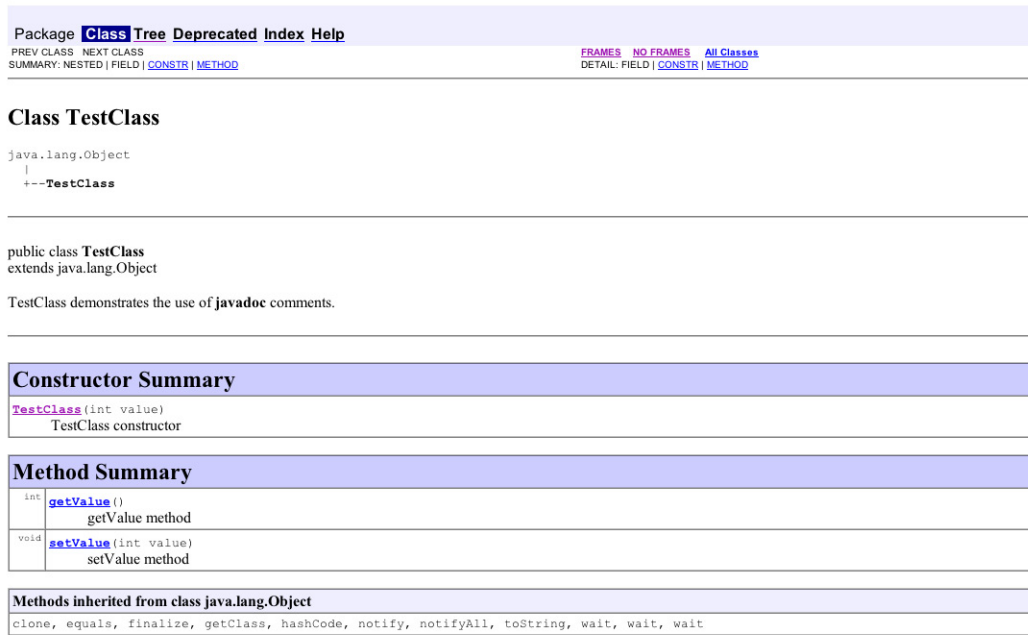 Package Class Tree Deprecated Index Help
PREV CLASS NEXT CLASS FRAMES NO FRAMES All Classes
SUMMARY: NESTED | FIELD | CONSTR | METHOD DETAIL: FIELD | CONSTR | METHOD
Class TestClass
java.lang.Object
|
+--TestClass
public class TestClass
extends java.lang.Object
TestClass demonstrates the use of javadoc comments.
Constructor Summary
TestClass(int value)
TestClass constructor
Method Summary
int getValue()
getValue method
void setValue(int value)
setValue method
Methods inherited from class java.lang.Object
clone, equals, finalize, getClass, hashCode, notify, notifyAll, toString, wait, wait, wait